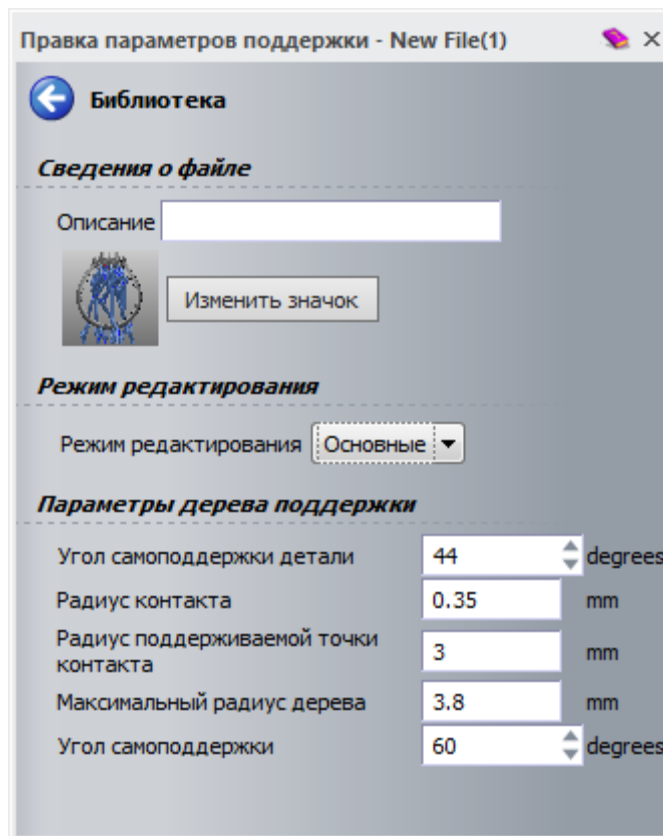 Правка параметров поддержки - New File(1)
Библиотека
Сведения о файле
Описание
Изменить значок
Режим редактирования
Режим редактирования Основные
Параметры дерева поддержки
Угол самоподдержки детали 44 degrees
Радиус контакта 0.35 mm
Радиус поддерживаемой точки
контакта 3 mm
Максимальный радиус дерева 3.8 mm
Угол самоподдержки 60 degrees